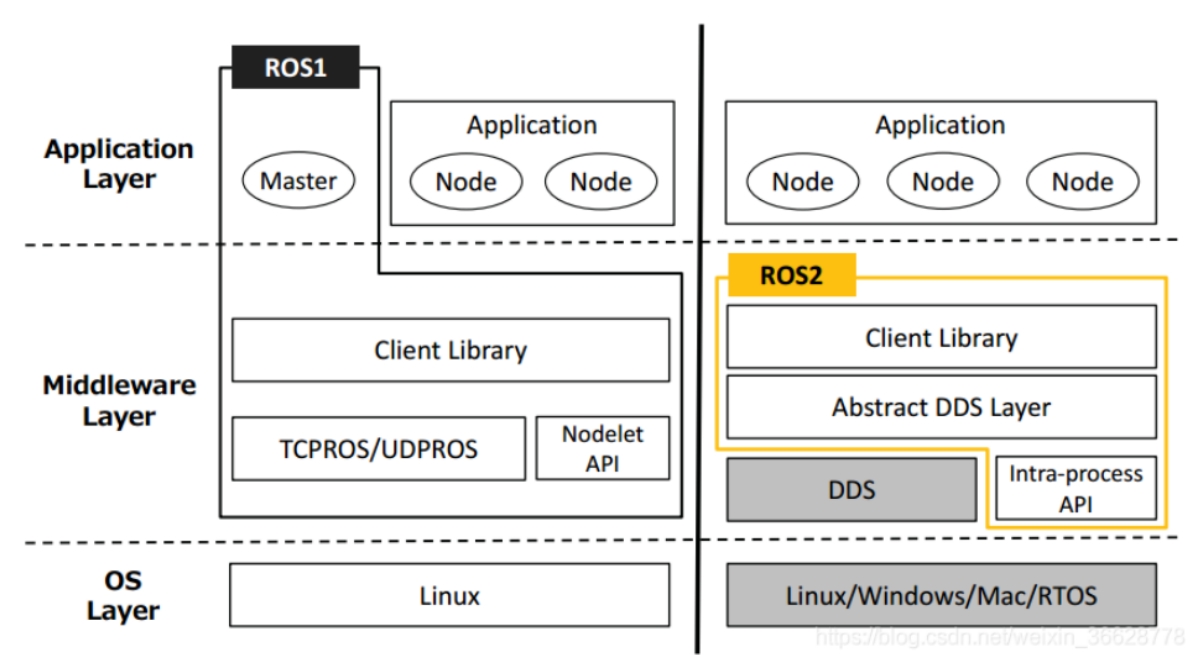 ROS1
Application
Layer
Master
Application
Node
Node
Application
Node
Node
Node
Middleware
Layer
Client Library
TCPROS/UDPROS
Nodelet
API
ROS2
Client Library
Abstract DDS Layer
DDS
Intra-process
API
OS
Layer
Linux
Linux/Windows/Mac/RTOS
https://blog.csdn.net/weixin_36628778